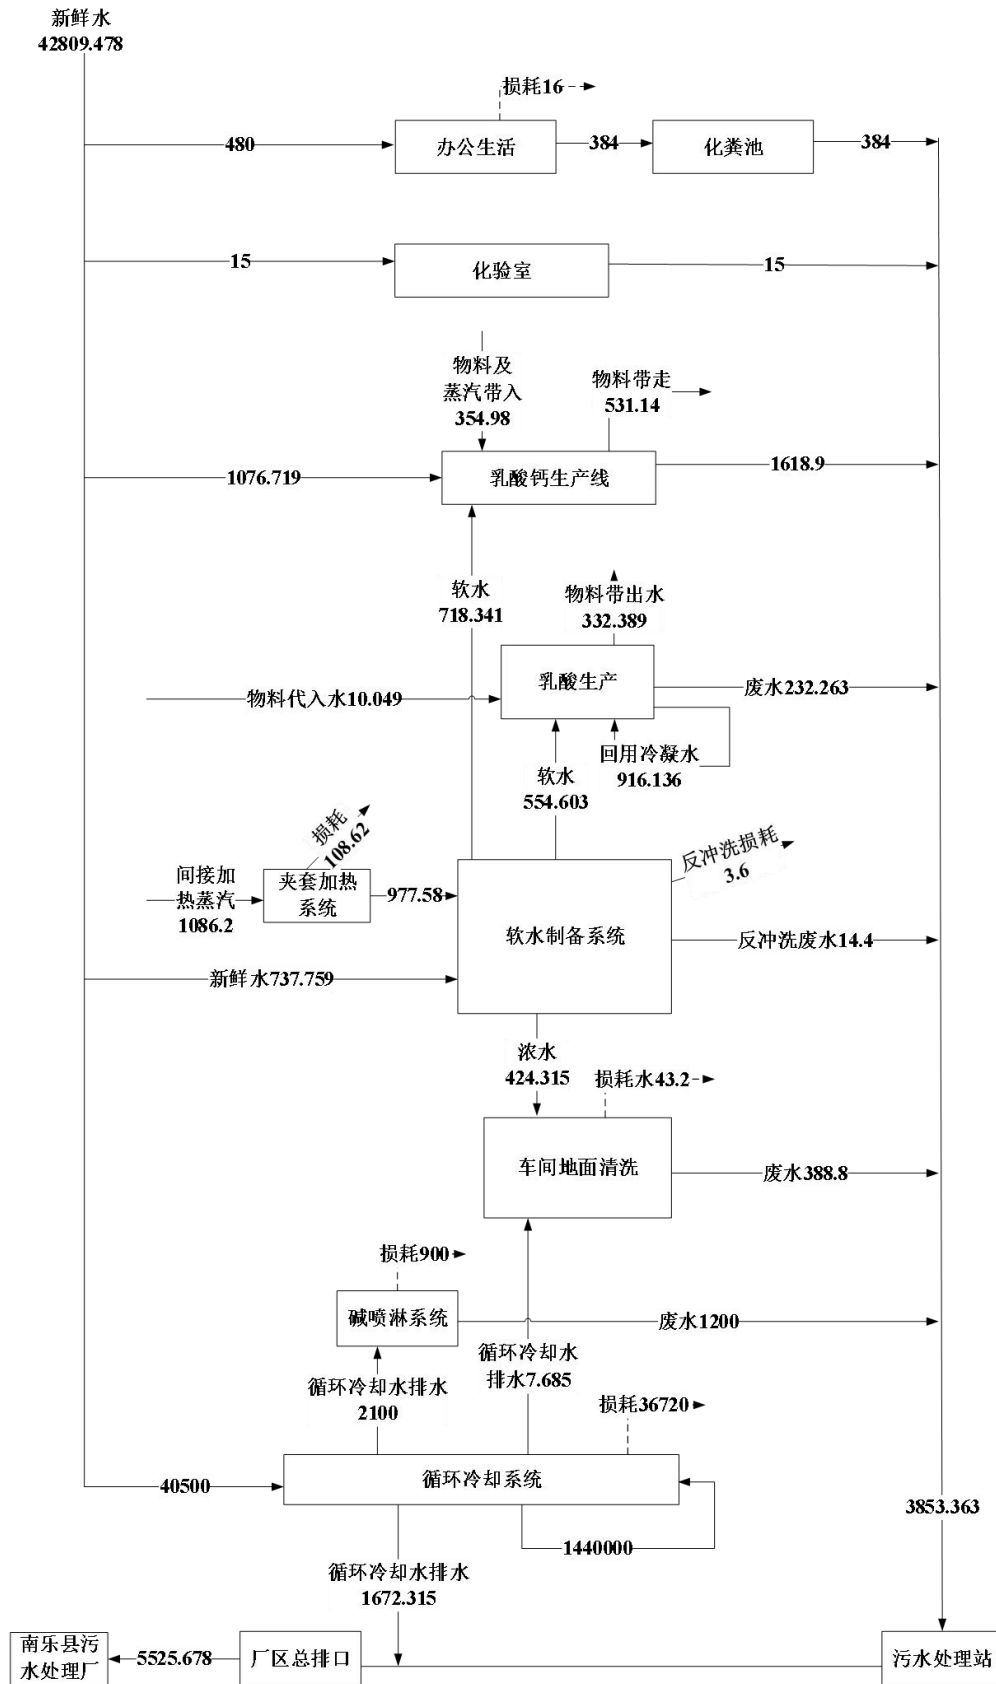 新鲜水
42809.478
损耗16
480
办公生活
384
化粪池
384
15
化验室
15
物料及
蒸汽带入
354.98
物料带走
531.14
1076.719
乳酸钙生产线
1618.9
软水
718.341
物料带出水
332.389
物料代入水10.049
乳酸生产
废水232.263
回用冷凝水
916.136
软水
554.603
损耗
108.62
间接加
热蒸汽
1086.2
夹套加热
系统
977.58
反冲洗损耗
3.6
软水制备系统
反冲洗废水14.4
新鲜水737.759
浓水
424.315
损耗水43.2
车间地面清洗
废水388.8
损耗900
碱喷淋系统
废水1200
循环冷却水
排水7.685
循环冷却水排水
2100
损耗36720
40500
循环冷却系统
1440000
3853.363
循环冷却水排水
1672.315
南乐县污
水处理厂
5525.678
厂区总排口
污水处理站